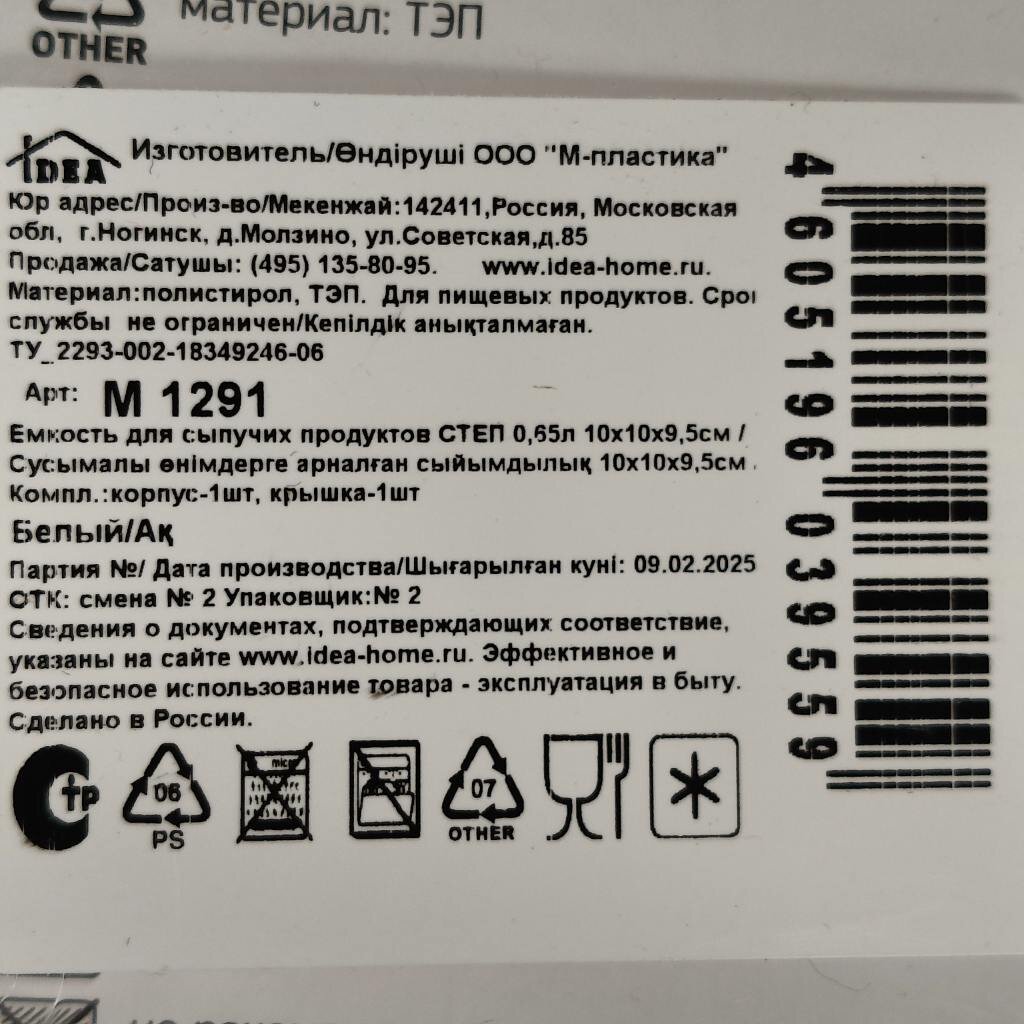 материал: ТЭП
OTHER
IDEA
Изготовитель/Өндіруші ООО "М-пластика"
Юр адрес/Произ-во/Мекенжай:142411,Россия, Московская
обл, г.Ногинск, д.Молзино, ул.Советская,д.85
Продажа/Сатушы: (495) 135-80-95. www.idea-home.ru.
Материал:полистирол, ТЭП. Для пищевых продуктов. Срок
службы не ограничен/Кепілдік анықталмаған.
ТУ_2293-002-18349246-06
Арт: М 1291
Емкость для сыпучих продуктов СТЕП 0,65л 10х10х9,5см /
Сусымалы өнімдерге арналған сыйымдылық 10х10х9,5см .
Компл.:корпус-1шт, крышка-1шт
Белый/Ақ
Партия №/ Дата производства/Шығарылған куні: 09.02.2025
ОТК: смена № 2 Упаковщик:№ 2
Сведения о документах, подтверждающих соответствие,
указаны на сайте www.idea-home.ru. Эффективное и
безопасное использование товара - эксплуатация в быту.
Сделано в России.
тр
06
PS
micro
07
OTHER
4 605196 039559